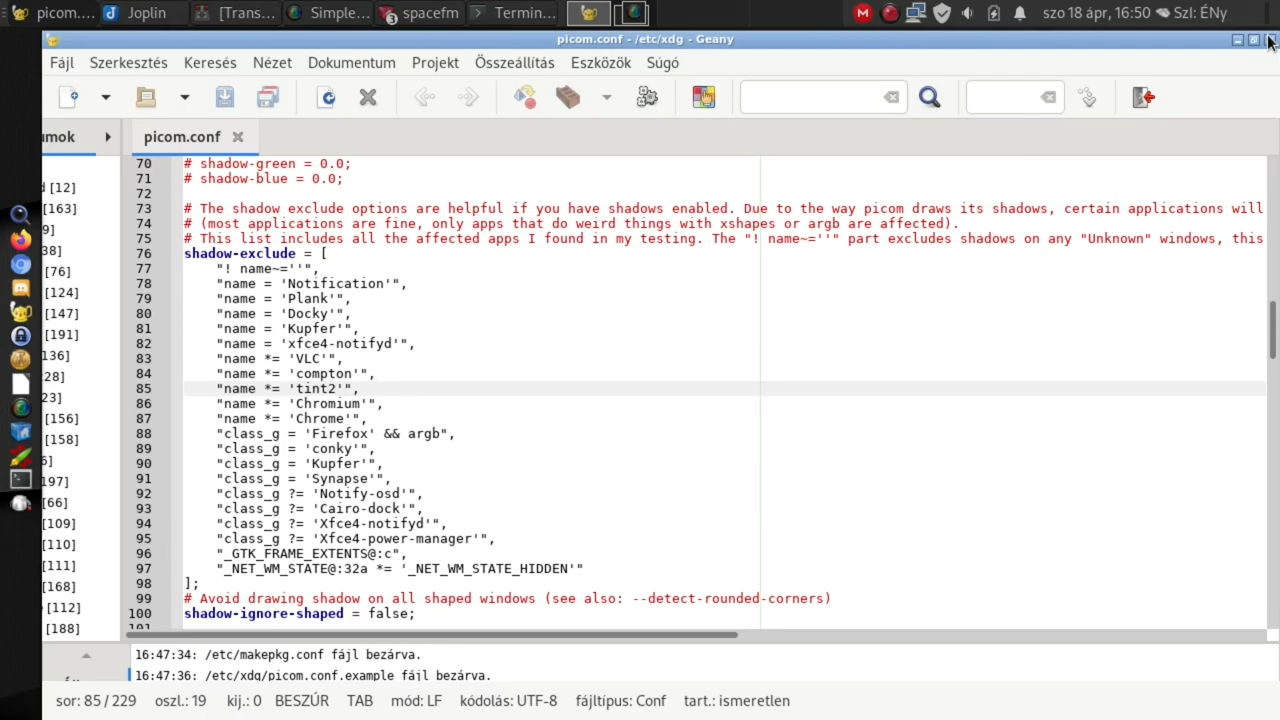 picom.... Joplin [Trans... Simple... 3 spacefm Termin... M szo 18 ápr, 16:50 SzI: ÉNy
picom.conf - /etc/xdg - Geany
Fájl Szerkesztés Keresés Nézet Dokumentum Projekt Összeállítás Eszközök Súgó
umok picom.conf
70 # shadow-green = 0.0;
71 # shadow-blue = 0.0;
72
73 # The shadow exclude options are helpful if you have shadows enabled. Due to the way picom draws its shadows, certain applications will
74 # (most applications are fine, only apps that do weird things with xshapes or argb are affected).
75 # This list includes all the affected apps I found in my testing. The "! name~=''" part excludes shadows on any "Unknown" windows, this
76 shadow-exclude = [
77 "! name~=''",
78 "name = 'Notification'",
79 "name = 'Plank'",
80 "name = 'Docky'",
81 "name = 'Kupfer'",
82 "name = 'xfce4-notifyd'",
83 "name *= 'VLC'",
84 "name *= 'compton'",
85 "name *= 'tint2'",
86 "name *= 'Chromium'",
87 "name *= 'Chrome'",
88 "class_g = 'Firefox' && argb",
89 "class_g = 'conky'",
90 "class_g = 'Kupfer'",
91 "class_g = 'Synapse'",
92 "class_g ?= 'Notify-osd'",
93 "class_g ?= 'Cairo-dock'",
94 "class_g ?= 'Xfce4-notifyd'",
95 "class_g ?= 'Xfce4-power-manager'",
96 "_GTK_FRAME_EXTENTS@:c",
97 "_NET_WM_STATE@:32a *= '_NET_WM_STATE_HIDDEN'"
98 ];
99 # Avoid drawing shadow on all shaped windows (see also: --detect-rounded-corners)
100 shadow-ignore-shaped = false;
101
d [12]
[163]
9]
38]
[76]
[124]
[147]
[191]
136]
28]
23]
[156]
[158]
6]
197]
[66]
[109]
[110]
[111]
[168]
[112]
[188]
16:47:34: /etc/makepkg.conf fájl bezárva.
16:47:36: /etc/xdg/picom.conf.example fájl bezárva.
sor: 85 / 229 oszl.: 19 kij.: 0 BESZÚR TAB mód: LF kódolás: UTF-8 fájltípus: Conf tart.: ismeretlen